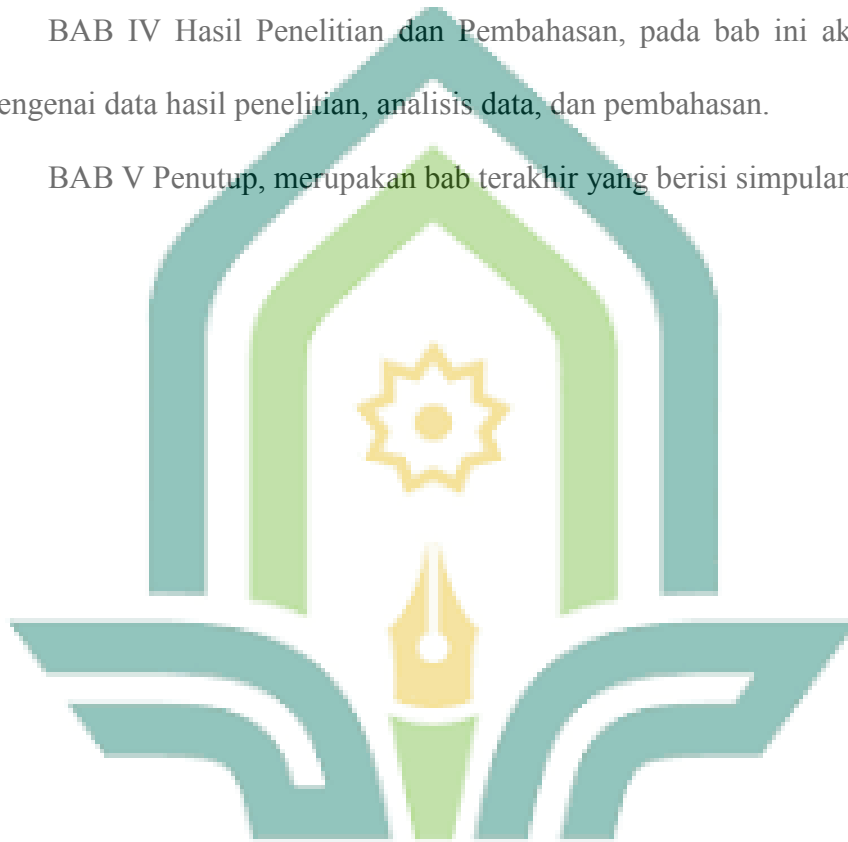 BAB IV Hasil Penelitian dan Pembahasan, pada bab ini ak
engenai data hasil penelitian, analisis data, dan pembahasan.
BAB V Penutup, merupakan bab terakhir yang berisi simpulan